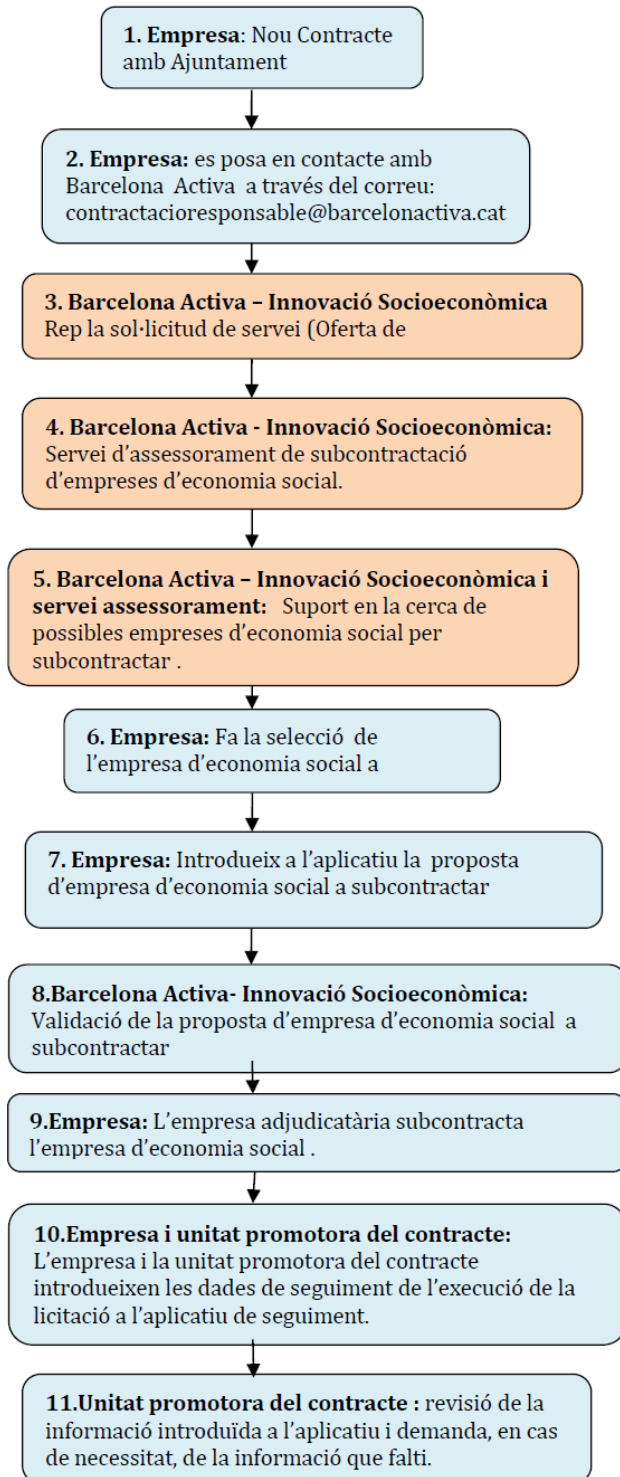 1. Empresa: Nou Contracte
amb Ajuntament
2. Empresa: es posa en contacte amb
Barcelona Activa a través del correu:
contractacioresponsable@barcelonactiva.cat
3. Barcelona Activa – Innovació Socioeconòmica
Rep la sol·licitud de servei (Oferta de
4. Barcelona Activa - Innovació Socioeconòmica:
Servei d’assessorament de subcontractació
d’empreses d’economia social.
5. Barcelona Activa – Innovació Socioeconòmica i
servei assessorament: Suport en la cerca de
possibles empreses d’economia social per
subcontractar .
6. Empresa: Fa la selecció de
l’empresa d’economia social a
7. Empresa: Introdueix a l’aplicatiu la proposta
d’empresa d’economia social a subcontractar
8.Barcelona Activa- Innovació Socioeconòmica:
Validació de la proposta d’empresa d’economia social a
subcontractar
9.Empresa: L’empresa adjudicatària subcontracta
l’empresa d’economia social .
10.Empresa i unitat promotora del contracte:
L’empresa i la unitat promotora del contracte
introdueixen les dades de seguiment de l’execució de la
licitació a l’aplicatiu de seguiment.
11.Unitat promotora del contracte : revisió de la
informació introduïda a l’aplicatiu i demanda, en cas
de necessitat, de la informació que falti.